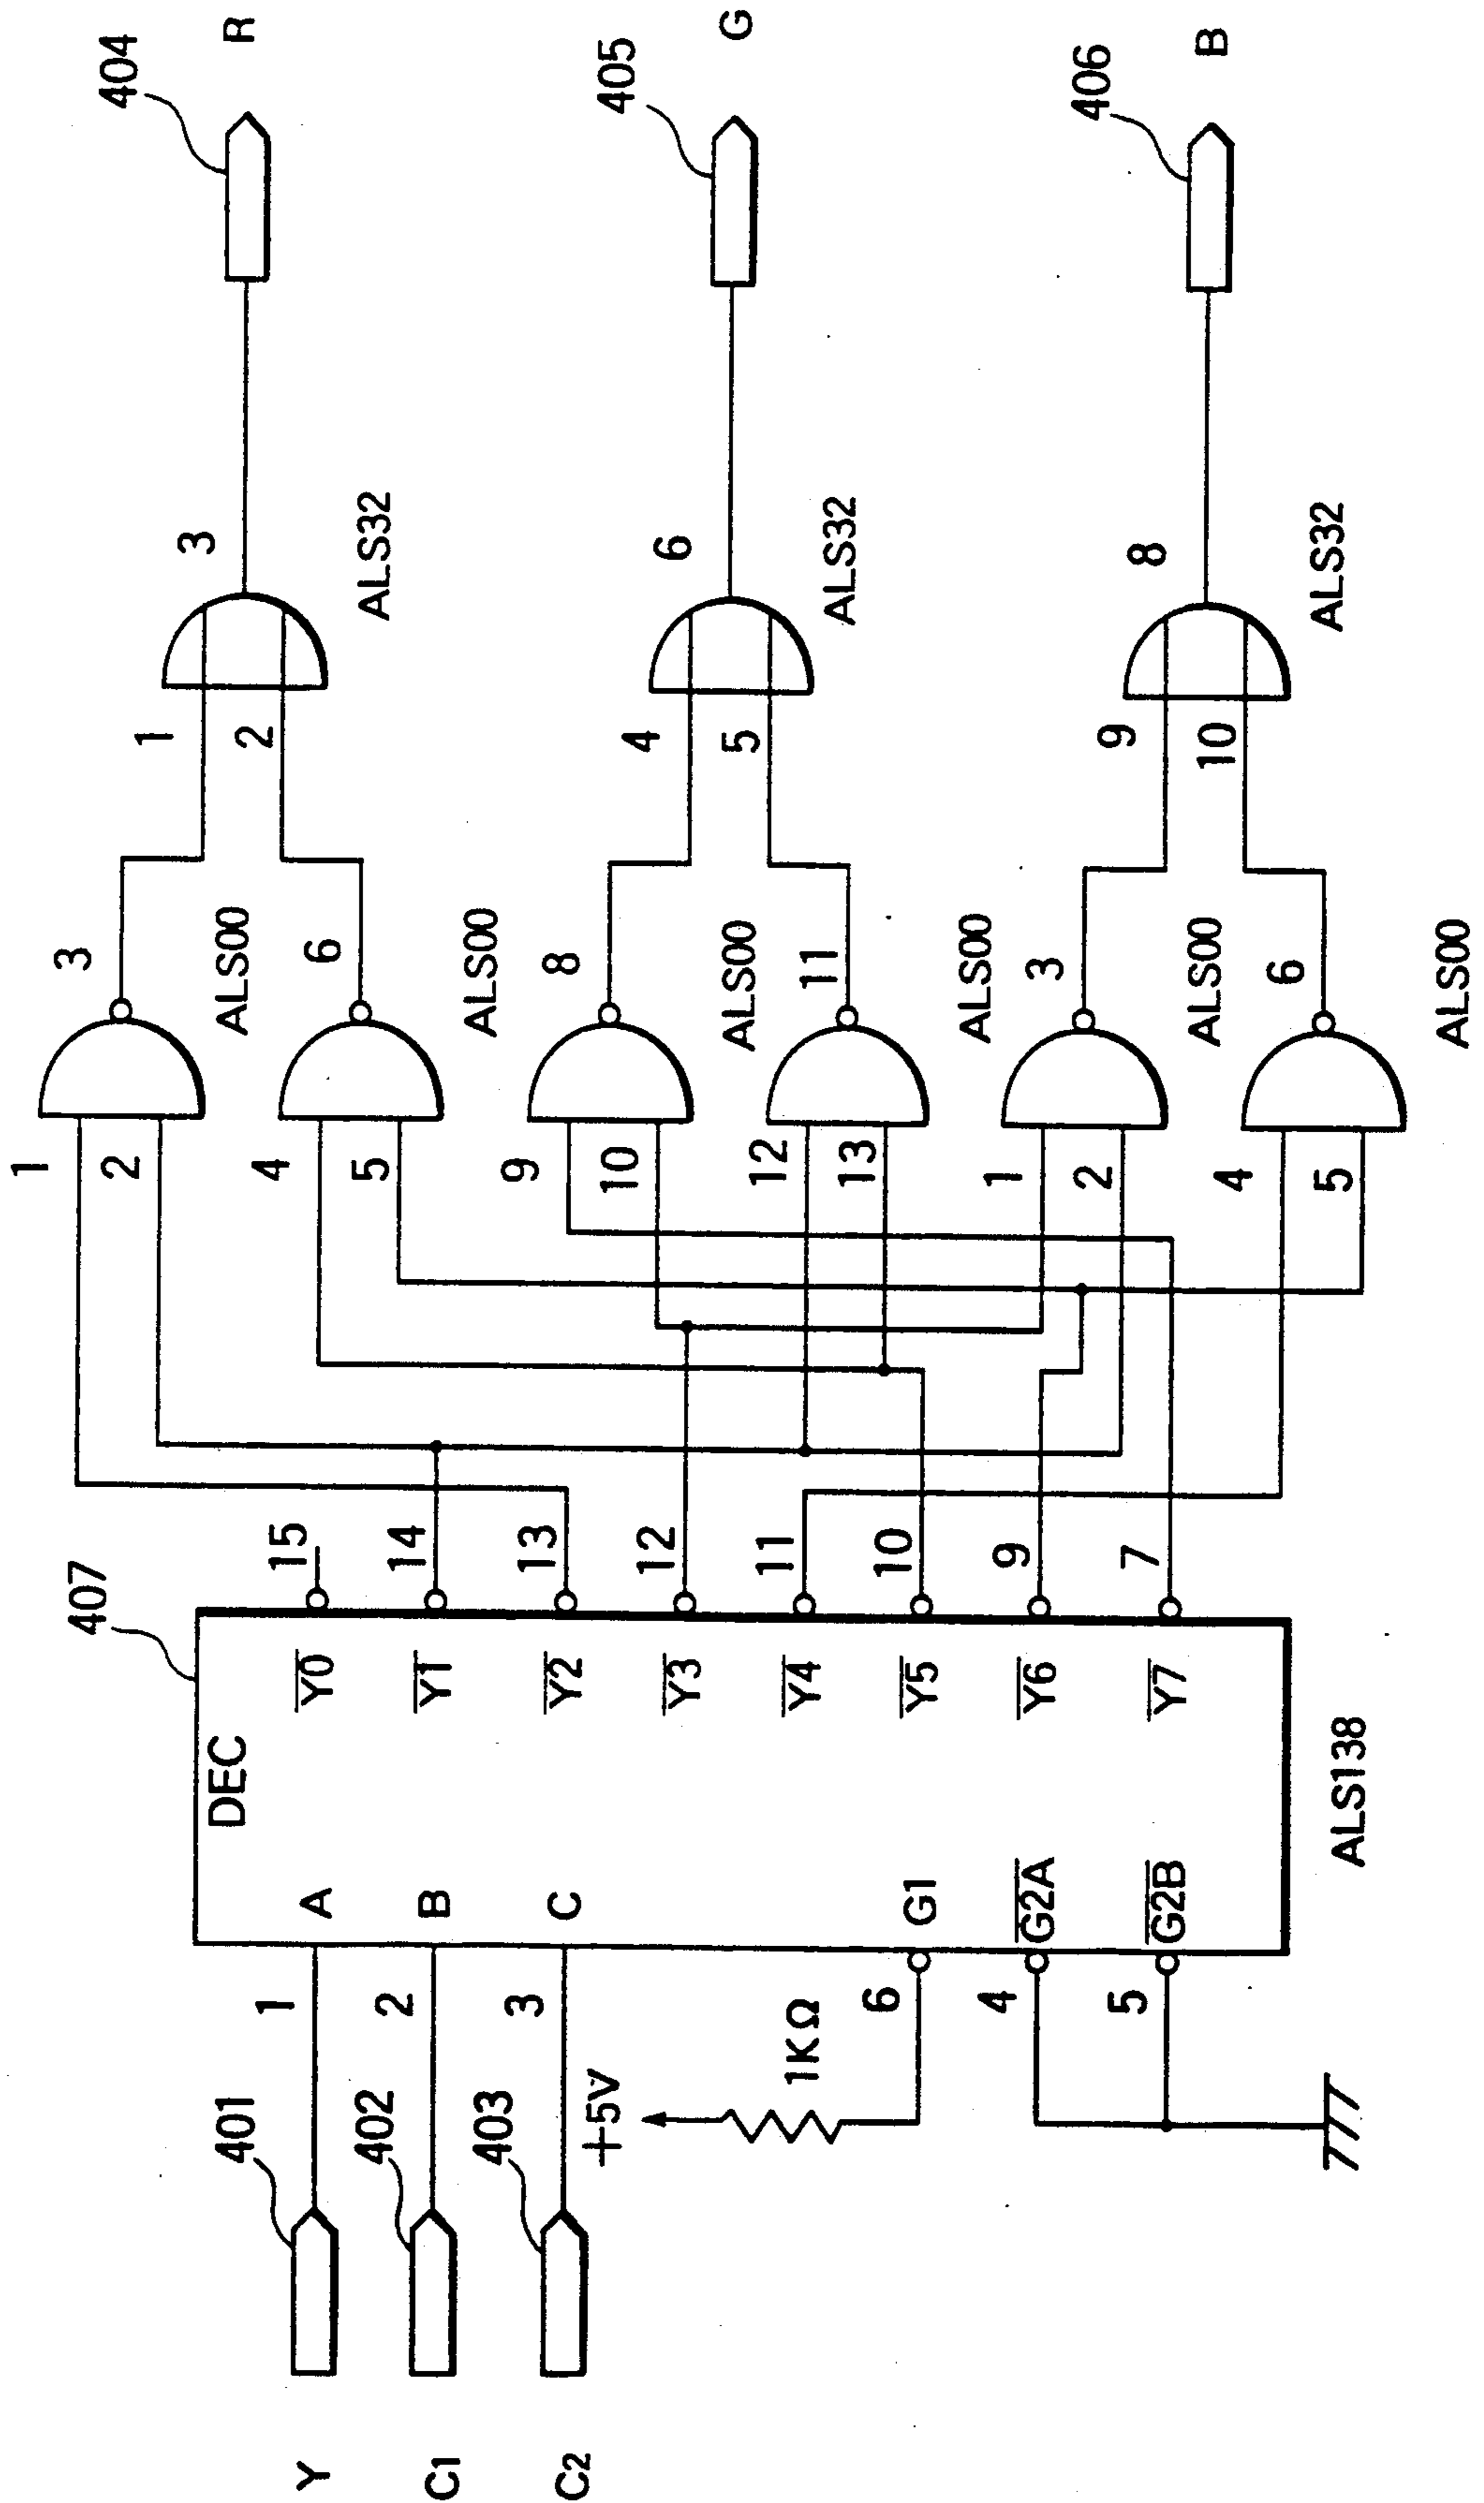 Y
401
1
C1
402
2
C2
403
3
+5V
1KΩ
6
4
5
407
DEC
A
B
C
G1
G2A
G2B
Y0
Y1
Y2
Y3
Y4
Y5
Y6
Y7
ALS138
15
14
13
12
11
10
9
7
1
2
3
ALS00
4
5
6
ALS00
9
10
8
ALS00
12
13
11
ALS00
1
2
3
ALS00
4
5
6
ALS00
1
2
3
ALS32
4
5
6
ALS32
9
10
8
ALS32
404
R
405
G
406
B